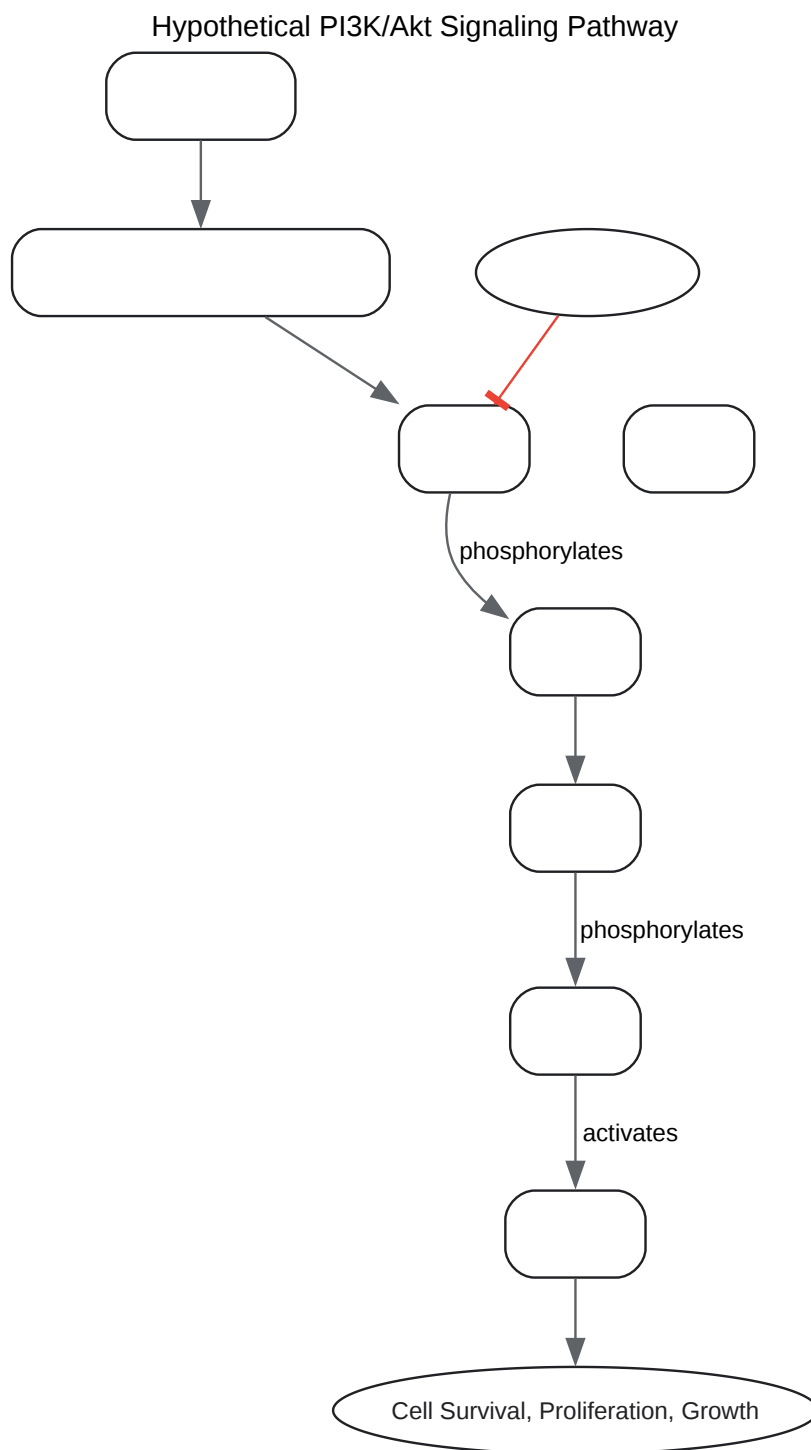 Hypothetical PI3K/Akt Signaling Pathway
phosphorylates
phosphorylates
activates
Cell Survival, Proliferation, Growth